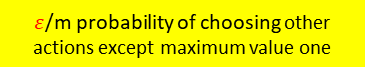 ε/m probability of choosing other
actions except maximum value one